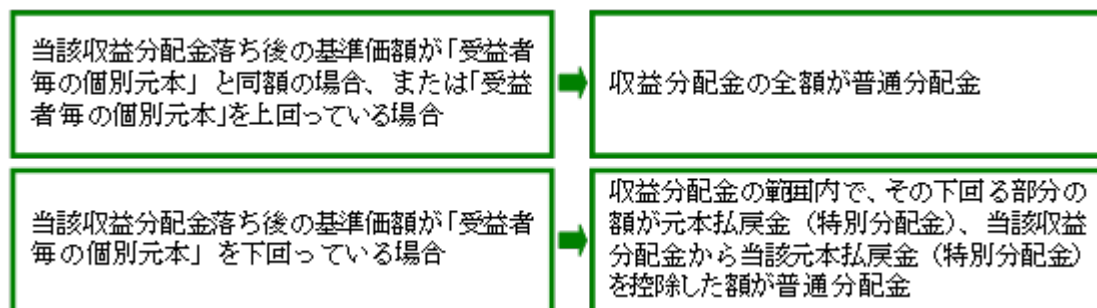 当該収益分配金落ち後の基準価額が「受益者
毎の個別元本」と同額の場合、または「受益
者毎の個別元本」を上回っている場合
収益分配金の全額が普通分配金
当該収益分配金落ち後の基準価額が「受益者
毎の個別元本」を下回っている場合
収益分配金の範囲内で、その下回る部分の
額が元本払戻金（特別分配金）、当該収益
分配金から当該元本払戻金（特別分配金）
を控除した額が普通分配金